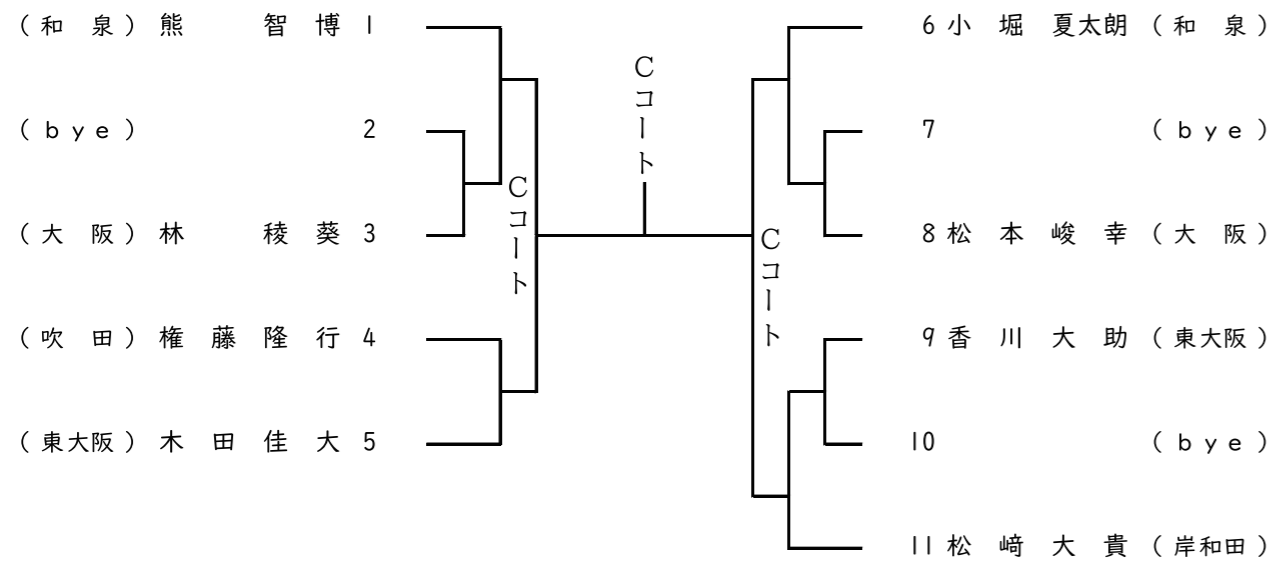 (和 泉) 熊 智博 1
(bye) 2
(大 阪) 林 稜葵 3
(吹 田) 権藤隆行 4
(東大阪) 木田佳大 5
Cコート
Cコート
Cコート
6 小 堀 夏太朗 (和 泉)
7 (bye)
8 松本峻幸 (大 阪)
9 香川大助 (東大阪)
10 (bye)
11 松﨑大貴 (岸和田)